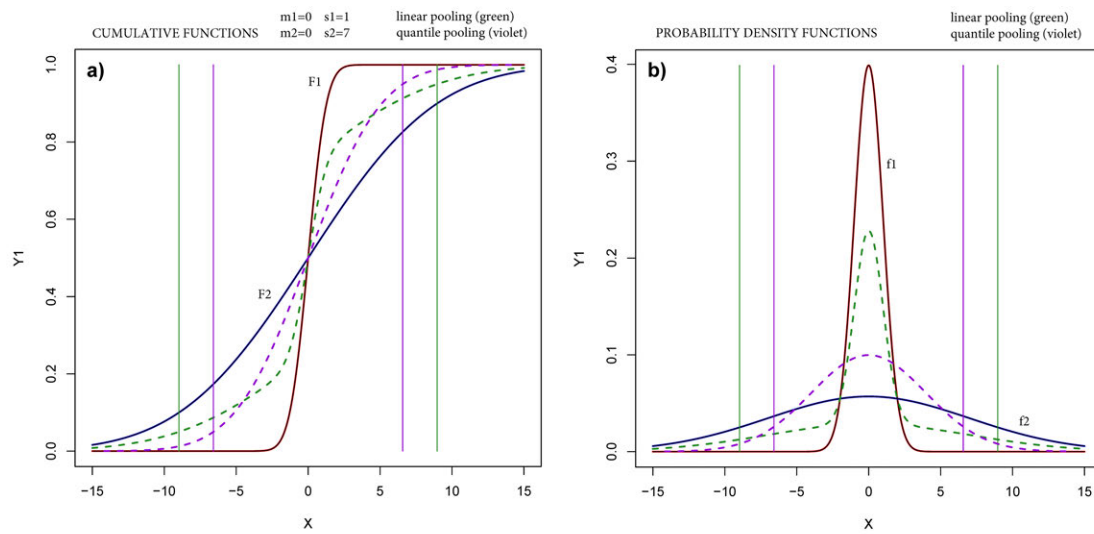 m1=0 s1=1
m2=0 s2=7
linear pooling (green)
quantile pooling (violet)
CUMULATIVE FUNCTIONS
a)
F1
F2
Y1
0.0
0.2
0.4
0.6
0.8
1.0
−15 −10 −5 0 5 10 15
X
linear pooling (green)
quantile pooling (violet)
PROBABILITY DENSITY FUNCTIONS
b)
f1
f2
Y1
0.0
0.1
0.2
0.3
0.4
−15 −10 −5 0 5 10 15
X